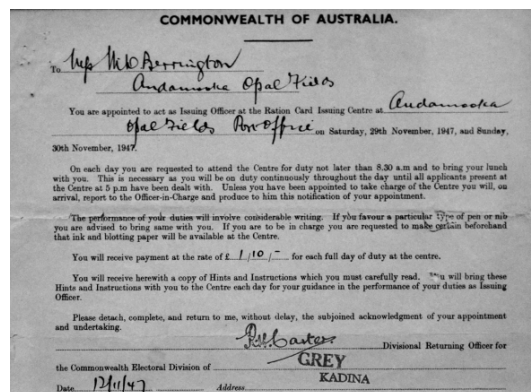 COMMONWEALTH OF AUSTRALIA.
To Berrington
Andamooka Opal Fields
You are appointed to act as Issuing Officer at the Ration Card Issuing Centre at Andamooka
Opal Fields Post Office on Saturday, 29th November, 1947, and Sunday,
30th November, 1947.
On each day you are requested to attend the Centre for duty not later than 8.30 a.m and to bring your lunch
with you. This is necessary as you will be on duty continuously throughout the day until all applicants present
at the Centre at 5 p.m have been dealt with. Unless you have been appointed to take charge of the Centre you will, on
arrival, report to the Officer-in-Charge and produce to him this notification of your appointment.
The performance of your duties will involve considerable writing. If you favour a particular type of pen or nib
you are advised to bring same with you. If you are to be in charge you are requested to make certain beforehand
that ink and blotting paper will be available at the Centre.
You will receive payment at the rate of £ 1/10/- for each full day of duty at the centre.
You will receive herewith a copy of Hints and Instructions which you must carefully read. You will bring these
Hints and Instructions with you to the Centre each day for your guidance in the performance of your duties as Issuing
Officer.
Please detach, complete, and return to me, without delay, the subjoined acknowledgment of your appointment
and undertaking.
Carter Divisional Returning Officer for
the Commonwealth Electoral Division of GREY
KADINA
Date 12/11/47 Address